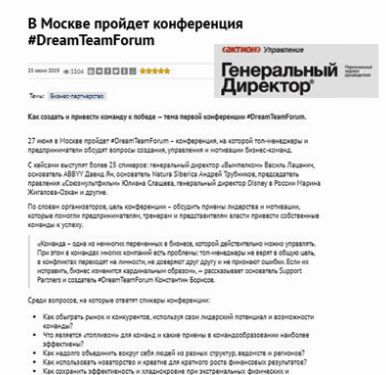 В Москве пройдет конференция
#DreamTeamForum
25 июня 2019 3304
актион Управление
Генеральный
Директор
Персональный
журнал
руководителя
Темы: Бизнес-партнерство
Как создать и привести команду к победе – тема первой конференции #DreamTeamForum.
27 июня в Москве пройдет #DreamTeamForum – конференция, на которой топ-менеджеры и
предприниматели обсудят вопросы создания, управления и мотивации бизнес-команд.
С кейсами выступят более 25 спикеров: генеральный директор «Вымпелком» Василь Лацанич,
основатель ABBYY Давид Ян, основатель Natura Siberica Андрей Трубников, председатель
правления «Союзмультфильм» Юлиана Слащева, генеральный директор Disney в России Марина
Жигалова-Озкан и другие.
По словам организаторов, цель конференции – обсудить приемы лидерства и мотивации,
которые помогли предпринимателям, тренерам и представителям власти привести собственные
команды к успеху.
«Команда – одна из немногих переменных в бизнесе, которой действительно можно управлять.
При этом в командах многих компаний есть проблемы: топ-менеджеры не верят в общую цель,
в конфликтах переходят на личности, не доверяют друг другу и не признают ошибки. Если их
исправить, бизнес изменится кардинальным образом», – рассказывает основатель Support
Partners и создатель #DreamTeamForum Константин Борисов.
Среди вопросов, на которые ответят спикеры конференции:
• Как обыграть рынок и конкурентов, используя свои лидерский потенциал и возможности
команды?
• Что является «топливом» для команд и какие приемы в командообразовании наиболее
эффективны?
• Как надолго объединить вокруг себя людей из разных структур, ведомств и регионов?
• Как использовать новаторство и креатив для кратного роста финансовых результатов?
• Как сохранить эффективность и хладнокровие при экстремальных физических и